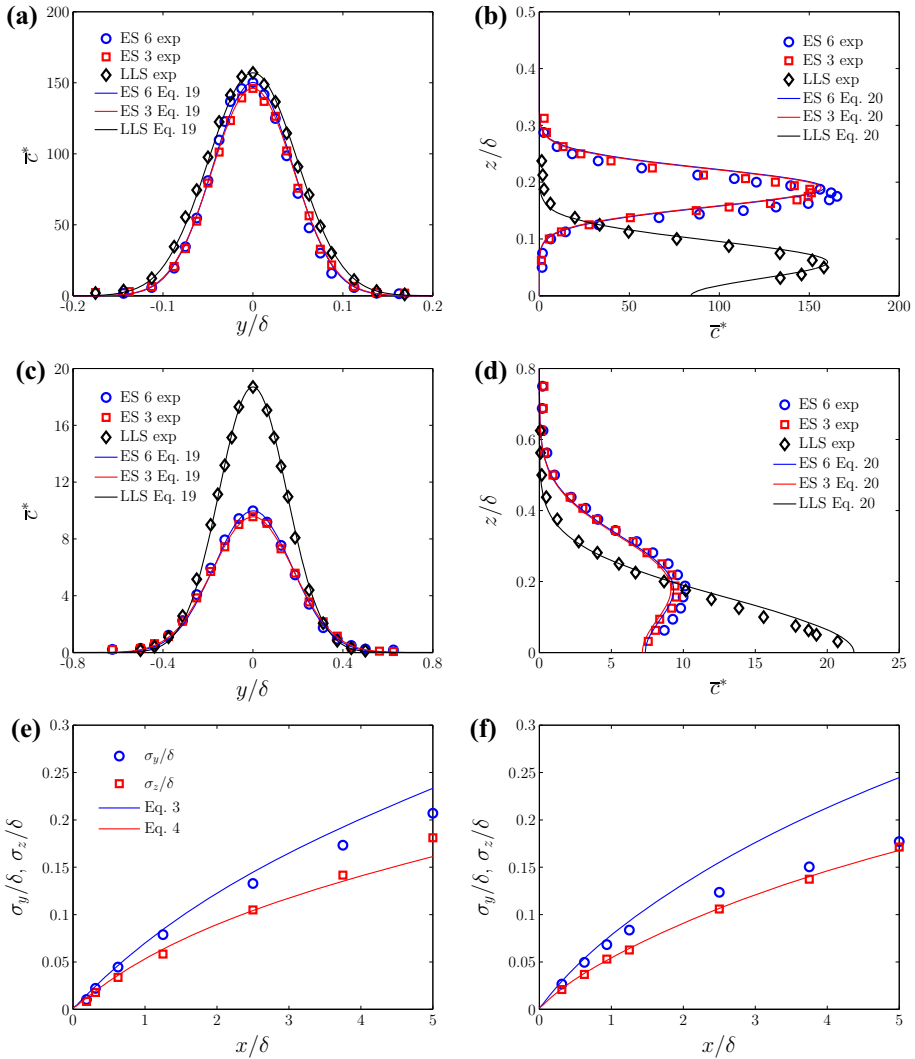 (a)
200
150
100
50
0
-0.2
-0.1
0
0.1
0.2
c̅*
y/δ
ES 6 exp
ES 3 exp
LLS exp
ES 6 Eq. 19
ES 3 Eq. 19
LLS Eq. 19
(b)
0.5
0.4
0.3
0.2
0.1
0
0
50
100
150
200
z/δ
c̅*
ES 6 exp
ES 3 exp
LLS exp
ES 6 Eq. 20
ES 3 Eq. 20
LLS Eq. 20
(c)
20
16
12
8
4
0
-0.8
-0.4
0
0.4
0.8
c̅*
y/δ
ES 6 exp
ES 3 exp
LLS exp
ES 6 Eq. 19
ES 3 Eq. 19
LLS Eq. 19
(d)
0.8
0.6
0.4
0.2
0
0
5
10
15
20
25
z/δ
c̅*
ES 6 exp
ES 3 exp
LLS exp
ES 6 Eq. 20
ES 3 Eq. 20
LLS Eq. 20
(e)
0.3
0.25
0.2
0.15
0.1
0.05
0
0
1
2
3
4
5
σy/δ, σz/δ
x/δ
σy/δ
σz/δ
Eq. 3
Eq. 4
(f)
0.3
0.25
0.2
0.15
0.1
0.05
0
0
1
2
3
4
5
σy/δ, σz/δ
x/δ